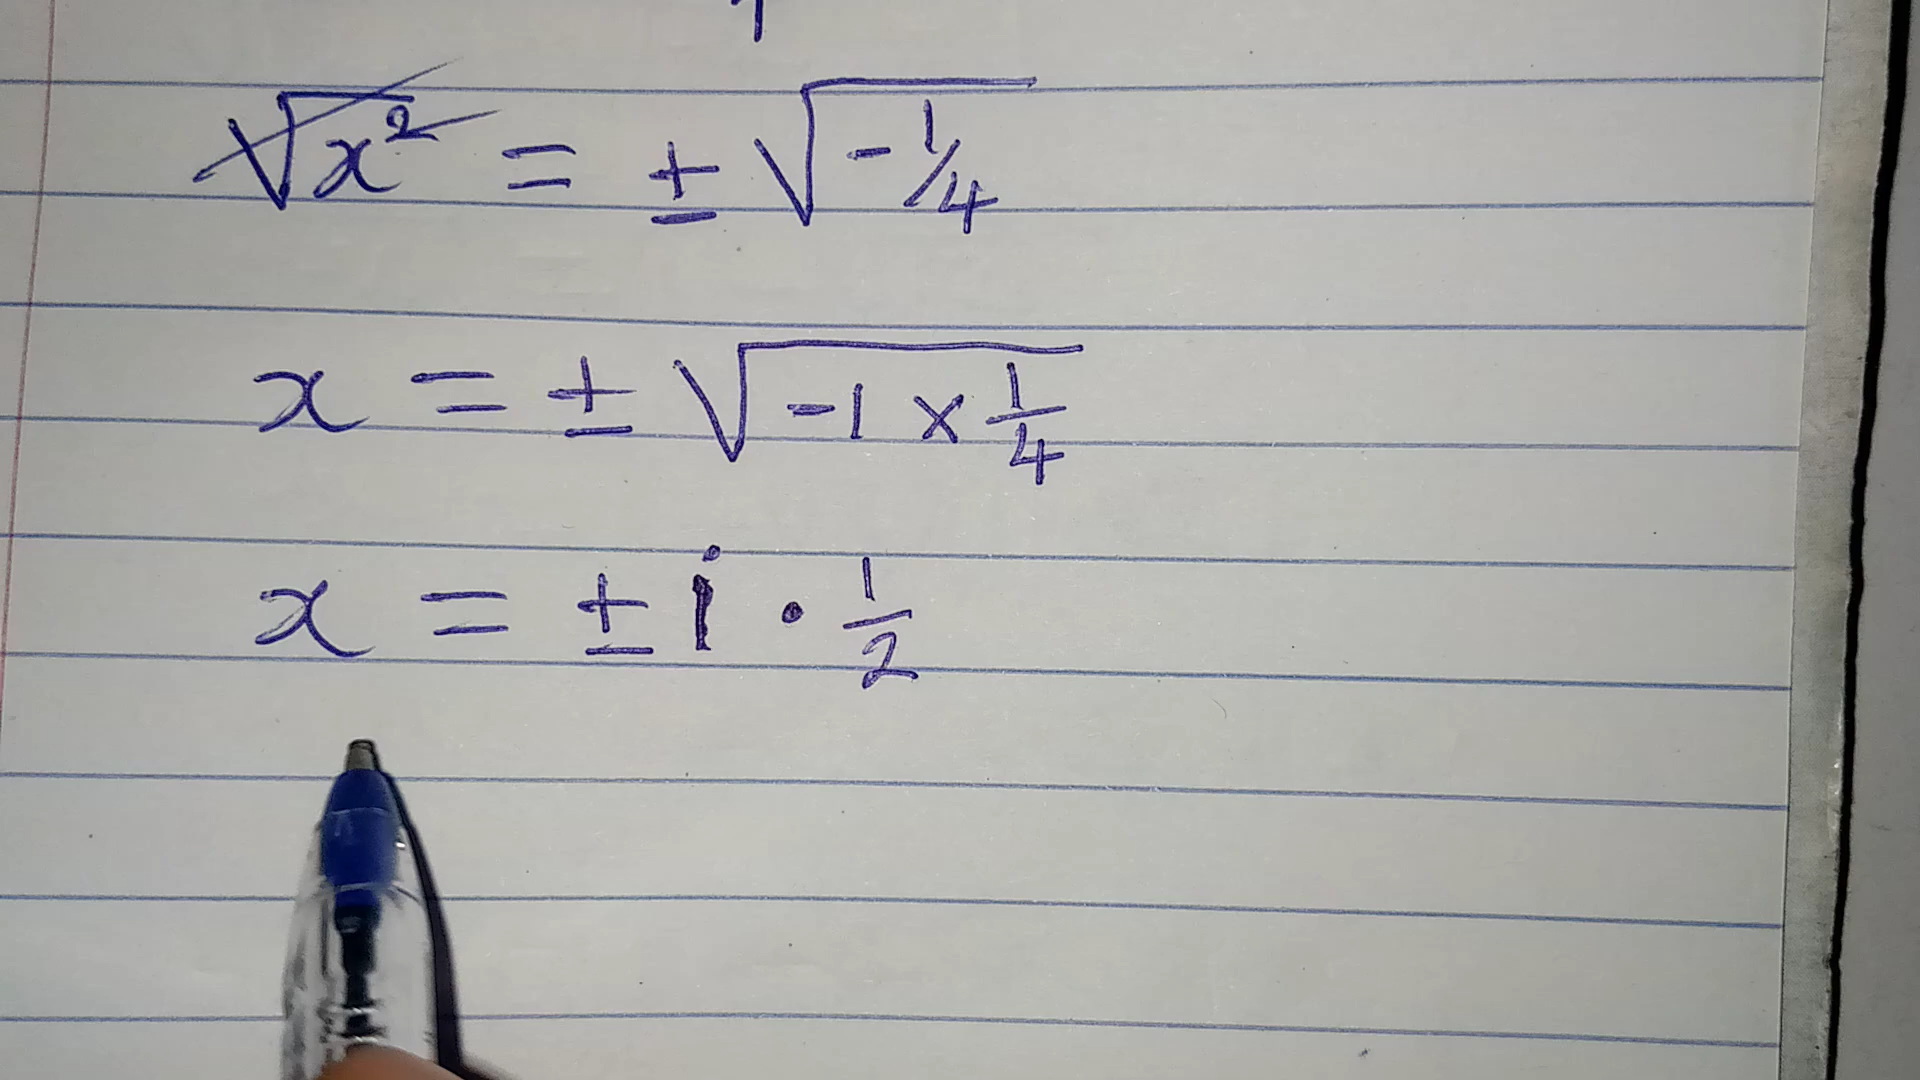 √x² = ± √-1/4
x = ± √-1 × 1/4
x = ± i · 1/2